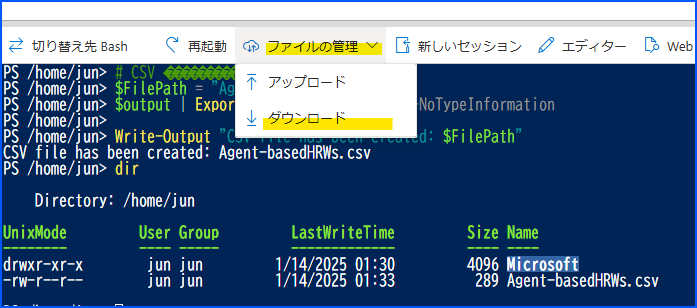 切り替え先 Bash 再起動 ファイルの管理 新しいセッション エディター Web
アップロード
ダウンロード
PS /home/jun> # CSV
PS /home/jun> $FilePath = "Ag
PS /home/jun> $output | Expor NoTypeInformation
PS /home/jun>
PS /home/jun> Write-Output "CSV file has been created: $FilePath"
CSV file has been created: Agent-basedHRWs.csv
PS /home/jun> dir
Directory: /home/jun
UnixMode User Group LastWriteTime Size Name
-------- ---- ----- ------------- ---- ----
drwxr-xr-x jun jun 1/14/2025 01:30 4096 Microsoft
-rw-r--r-- jun jun 1/14/2025 01:33 289 Agent-basedHRWs.csv